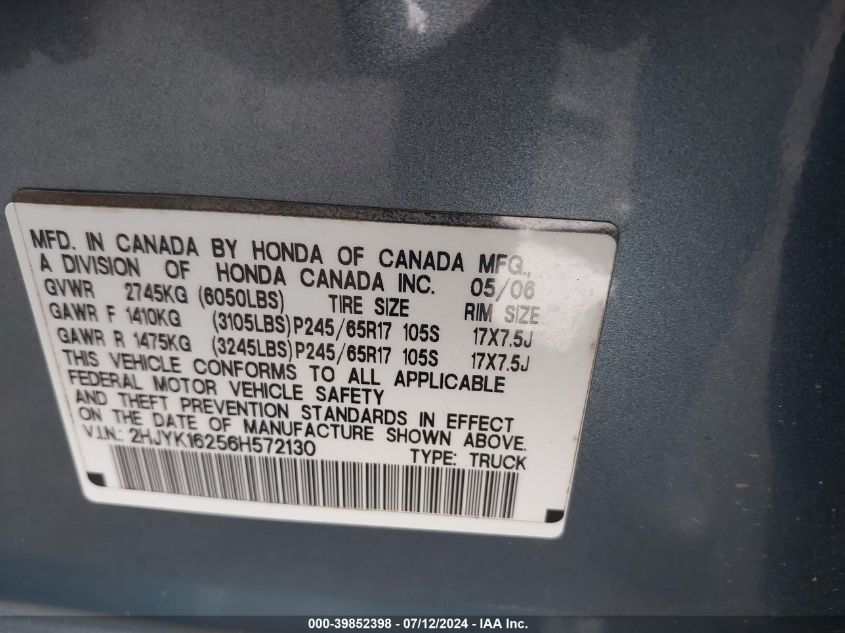 MFD. IN CANADA BY HONDA OF CANADA MFG.,
A DIVISION OF HONDA CANADA INC. 05/06
GVWR 2745KG (6050LBS) TIRE SIZE RIM SIZE
GAWR F 1410KG (3105LBS) P245/65R17 105S 17X7.5J
GAWR R 1475KG (3245LBS) P245/65R17 105S 17X7.5J
THIS VEHICLE CONFORMS TO ALL APPLICABLE
FEDERAL MOTOR VEHICLE SAFETY
AND THEFT PREVENTION STANDARDS IN EFFECT
ON THE DATE OF MANUFACTURE SHOWN ABOVE.
V.I.N.: 2HJYK16256H572130 TYPE: TRUCK
000-39852398 - 07/12/2024 - IAA Inc.